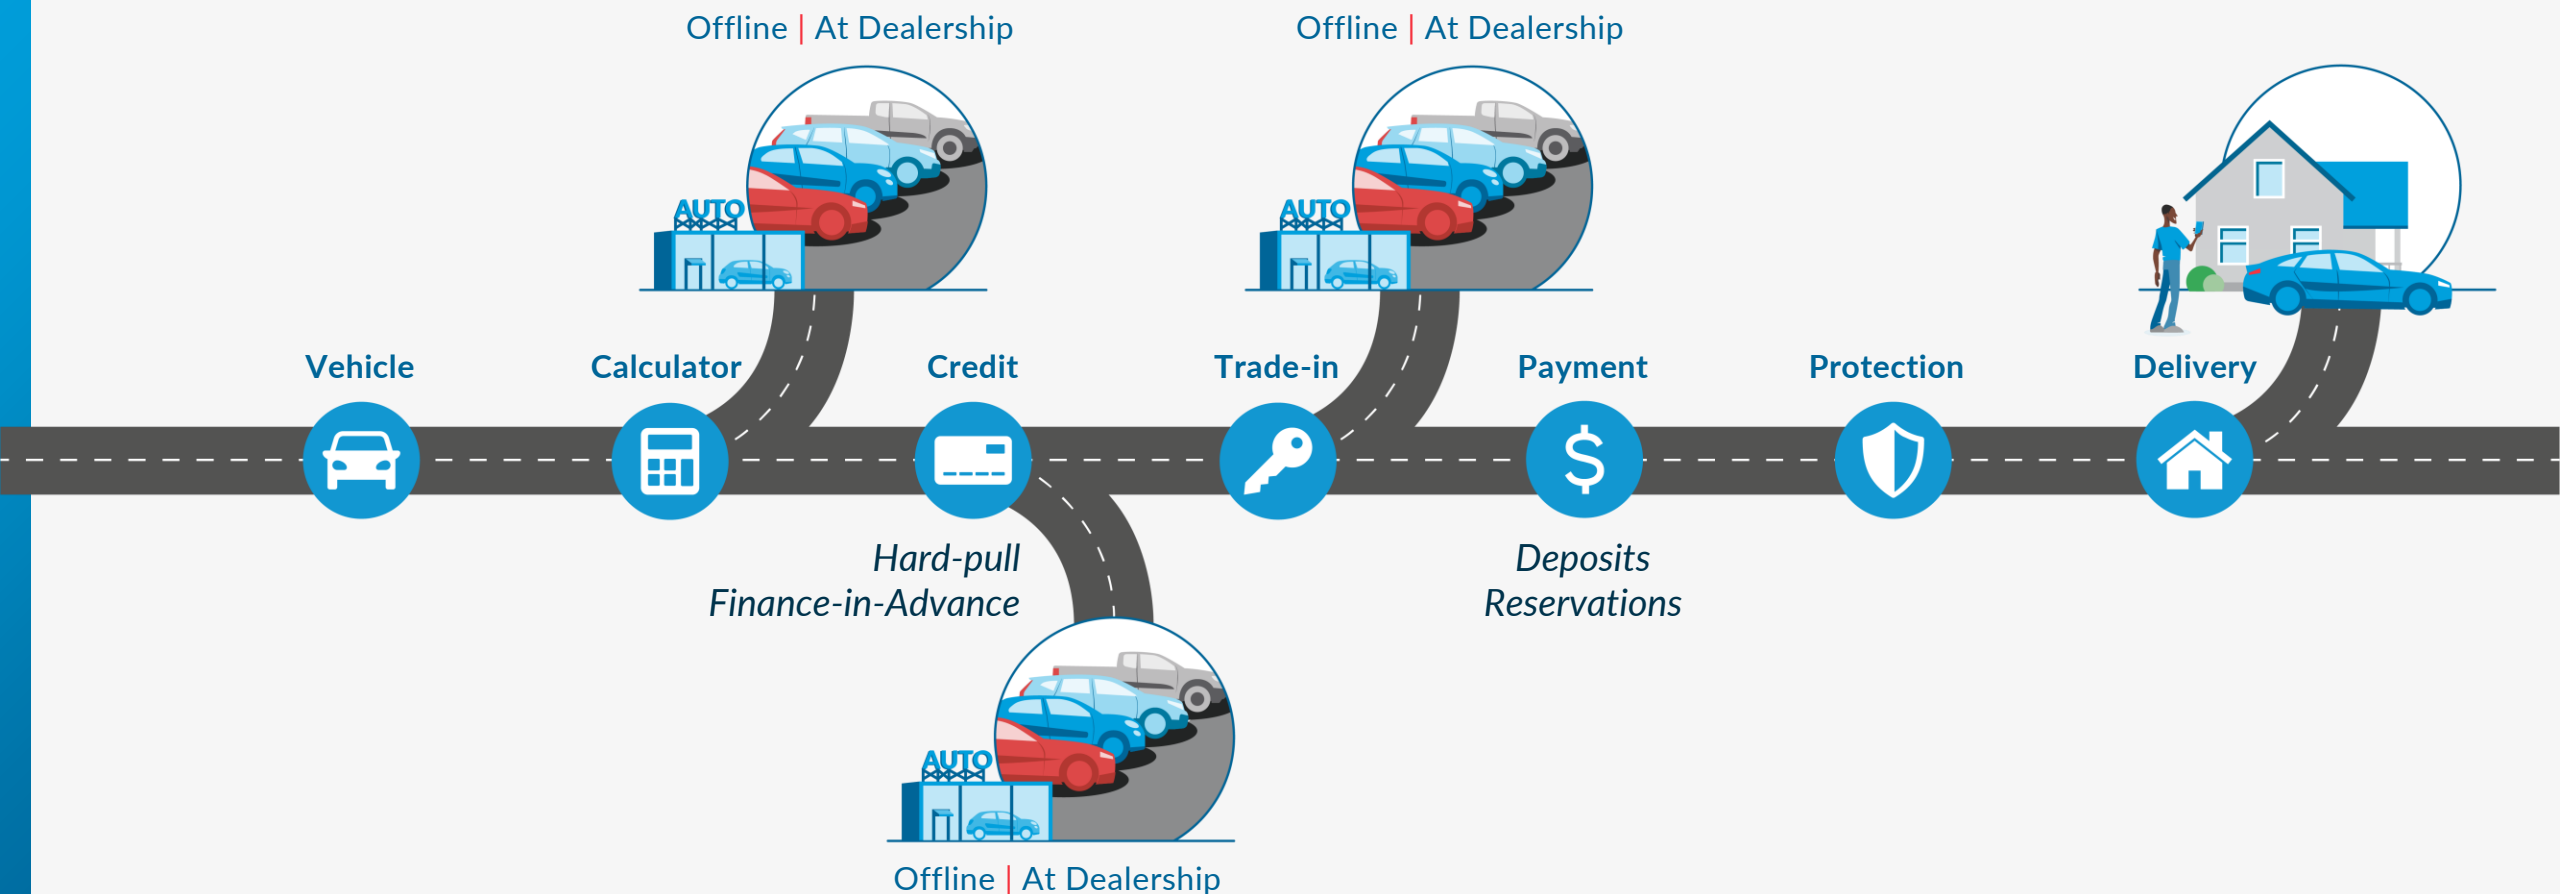 Offline | At Dealership
Offline | At Dealership
AUTO
AUTO
Vehicle
Calculator
Credit
Trade-in
Payment
Protection
Delivery
Hard-pull
Finance-in-Advance
Deposits
Reservations
AUTO
Offline | At Dealership